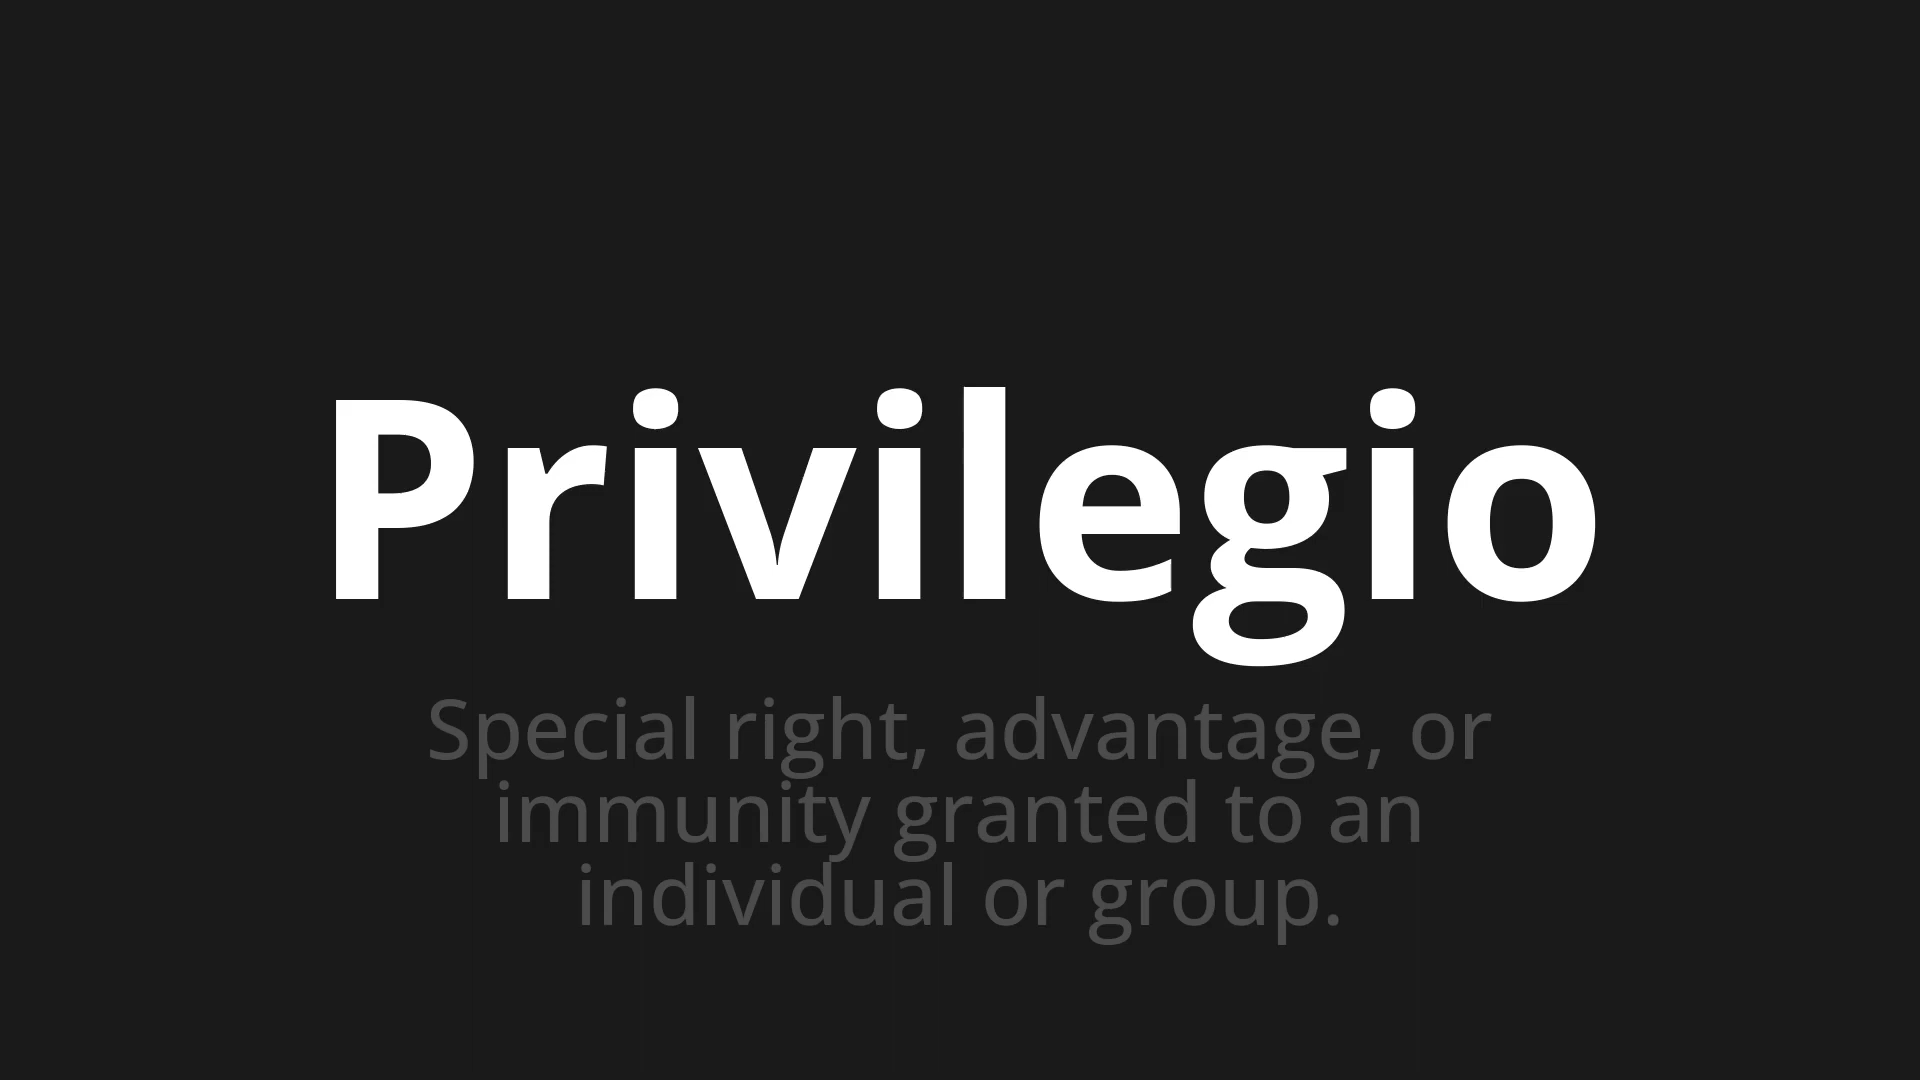 Privilegio
Special right, advantage, or
immunity granted to an
individual or group.